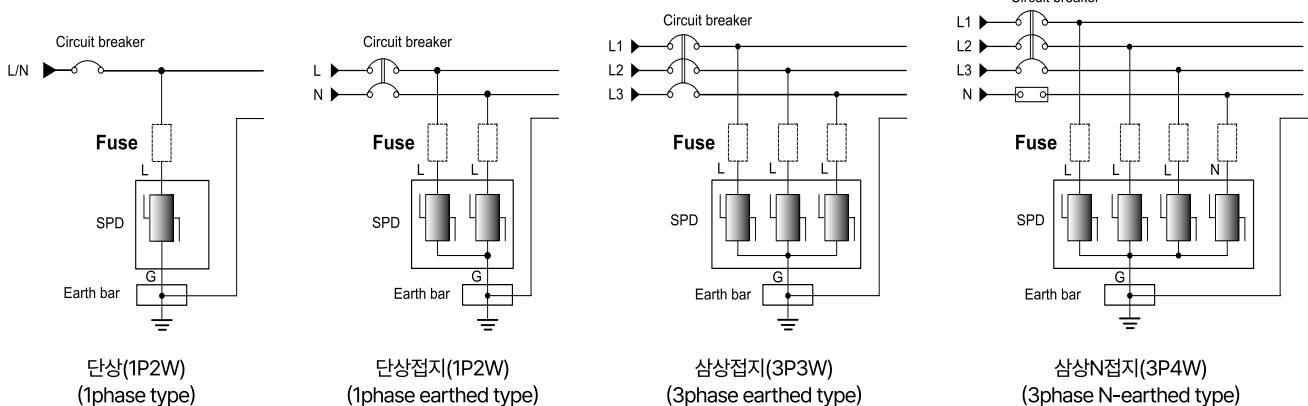 Circuit breaker
L/N
Fuse
L
SPD
G
Earth bar
단상(1P2W)
(1phase type)
Circuit breaker
L
N
Fuse
L
L
SPD
G
Earth bar
단상접지(1P2W)
(1phase earthed type)
Circuit breaker
L1
L2
L3
Fuse
L
L
L
SPD
G
Earth bar
삼상접지(3P3W)
(3phase earthed type)
Circuit breaker
L1
L2
L3
N
Fuse
L
L
L
N
SPD
G
Earth bar
삼상N접지(3P4W)
(3phase N-earthed type)